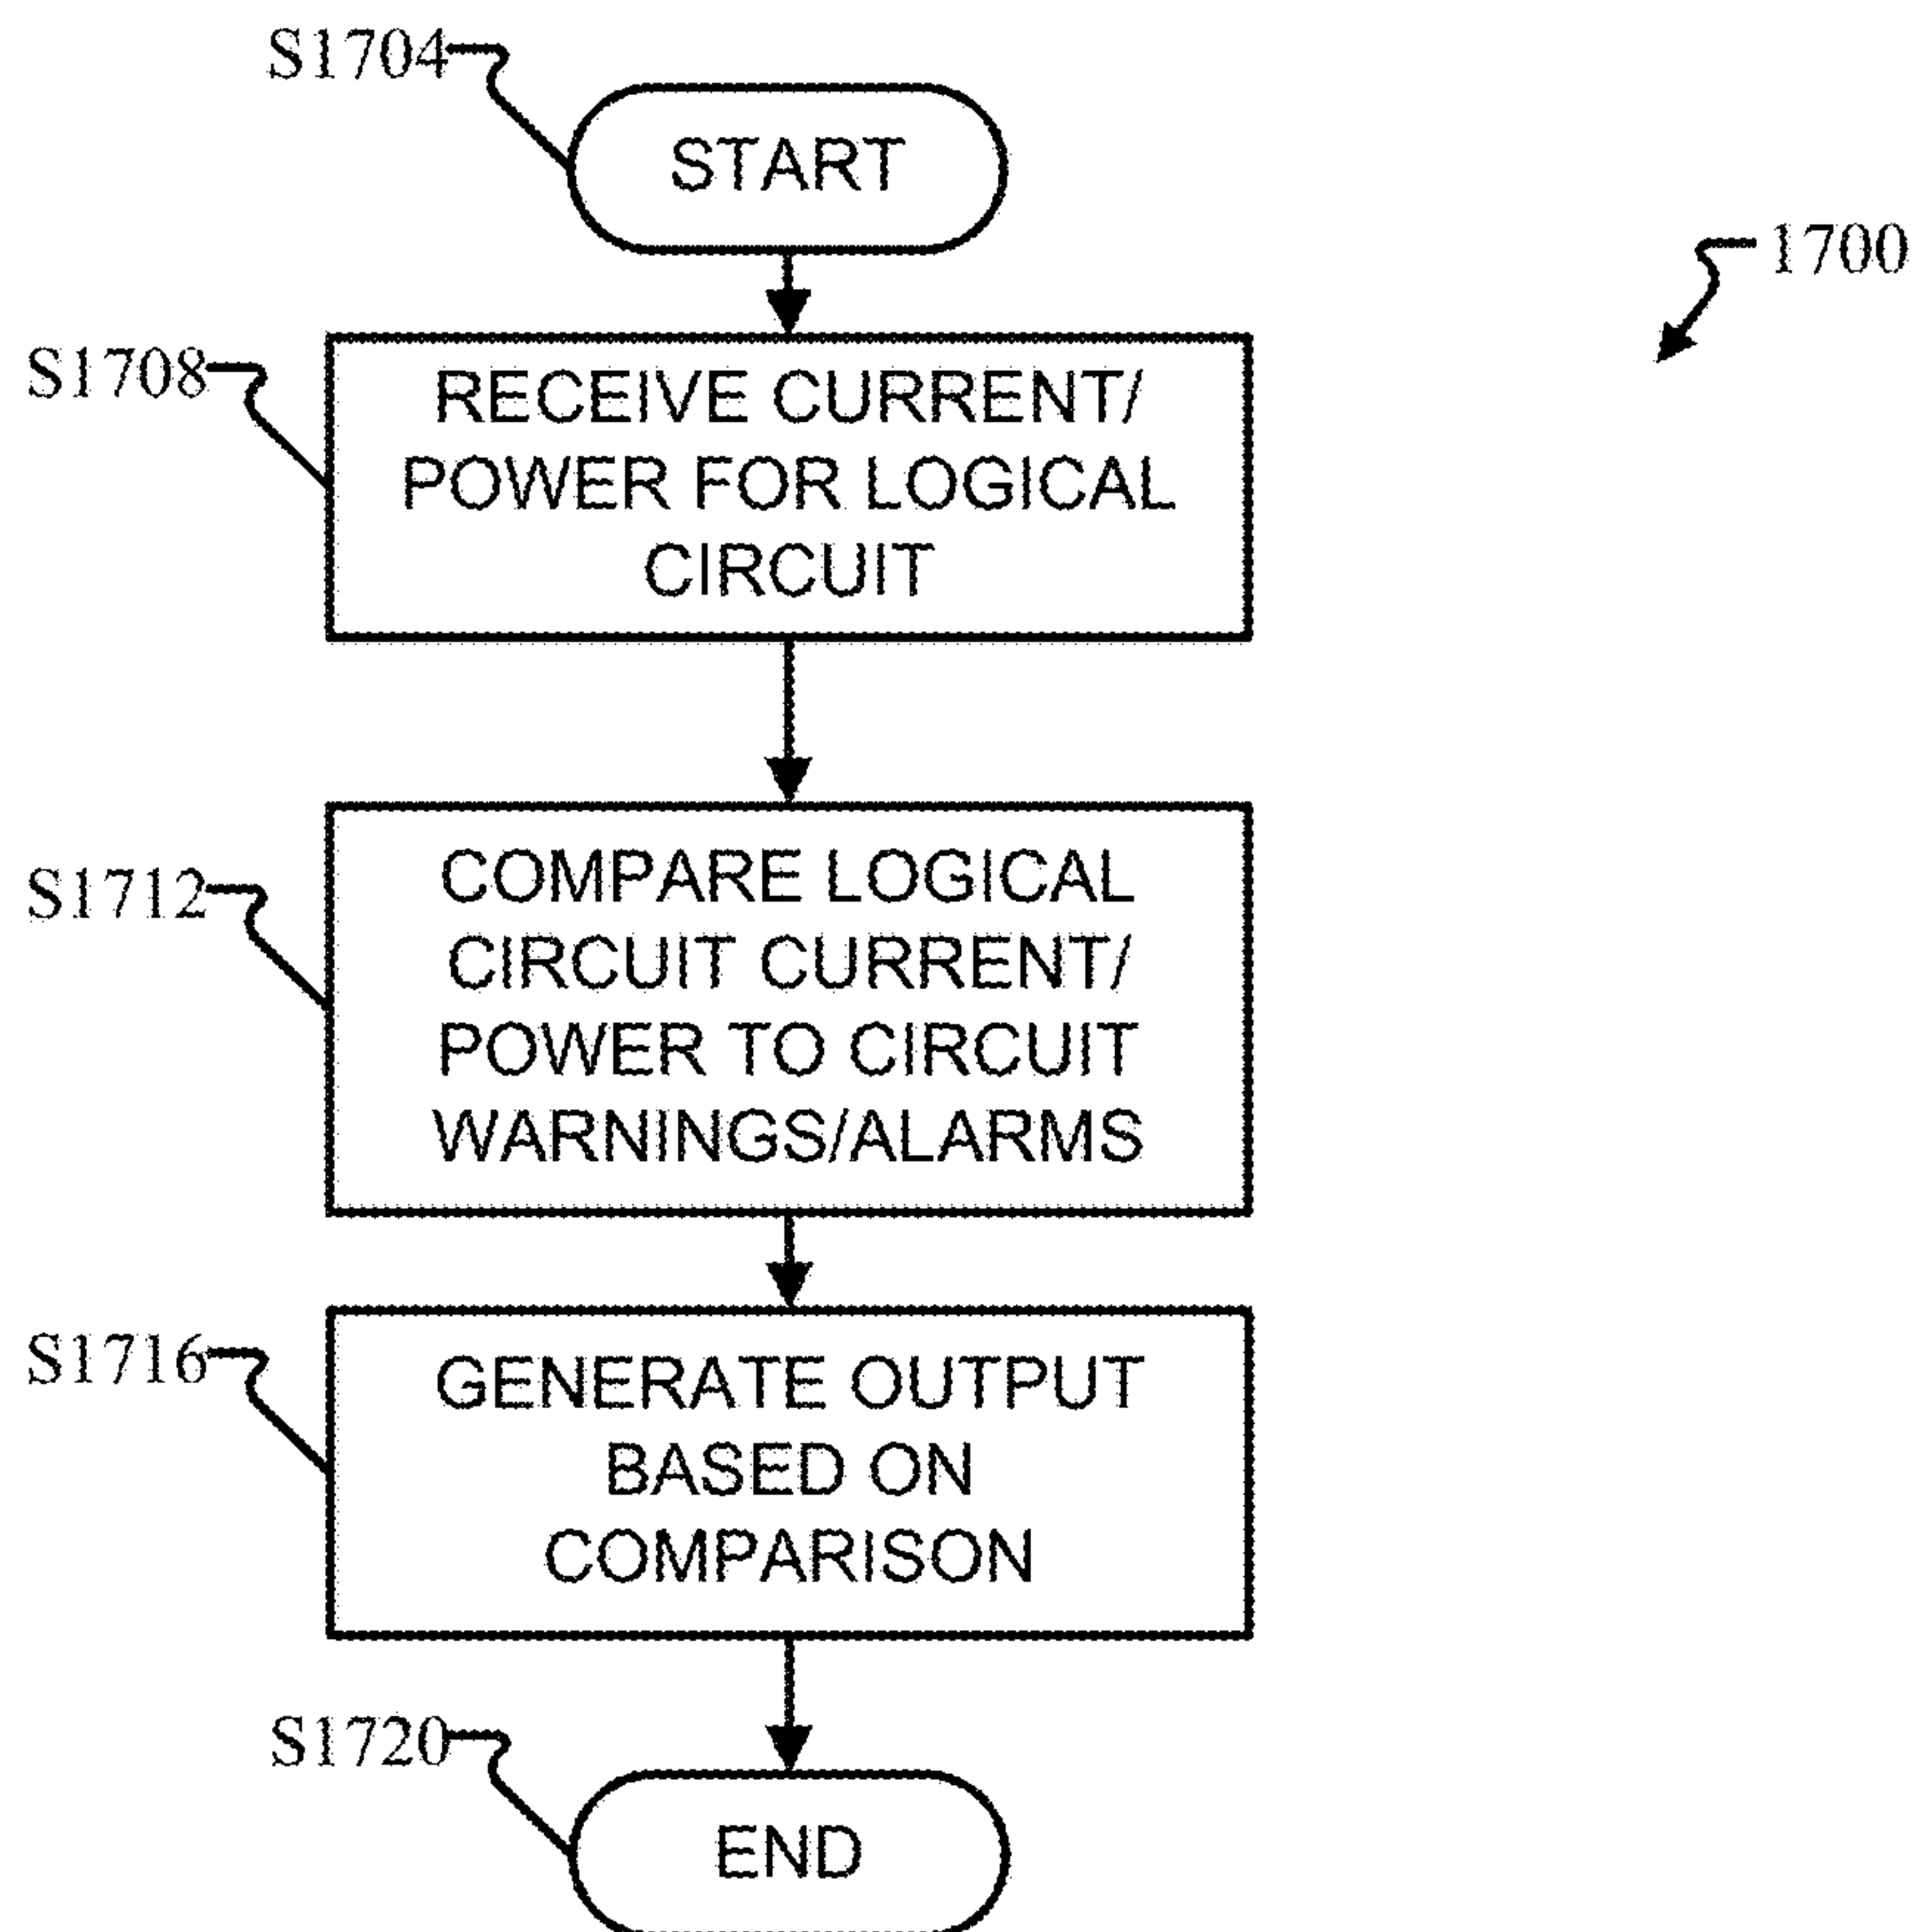 S1704
START
1700
S1708
RECEIVE CURRENT/
POWER FOR LOGICAL
CIRCUIT
S1712
COMPARE LOGICAL
CIRCUIT CURRENT/
POWER TO CIRCUIT
WARNINGS/ALARMS
S1716
GENERATE OUTPUT
BASED ON
COMPARISON
S1720
END